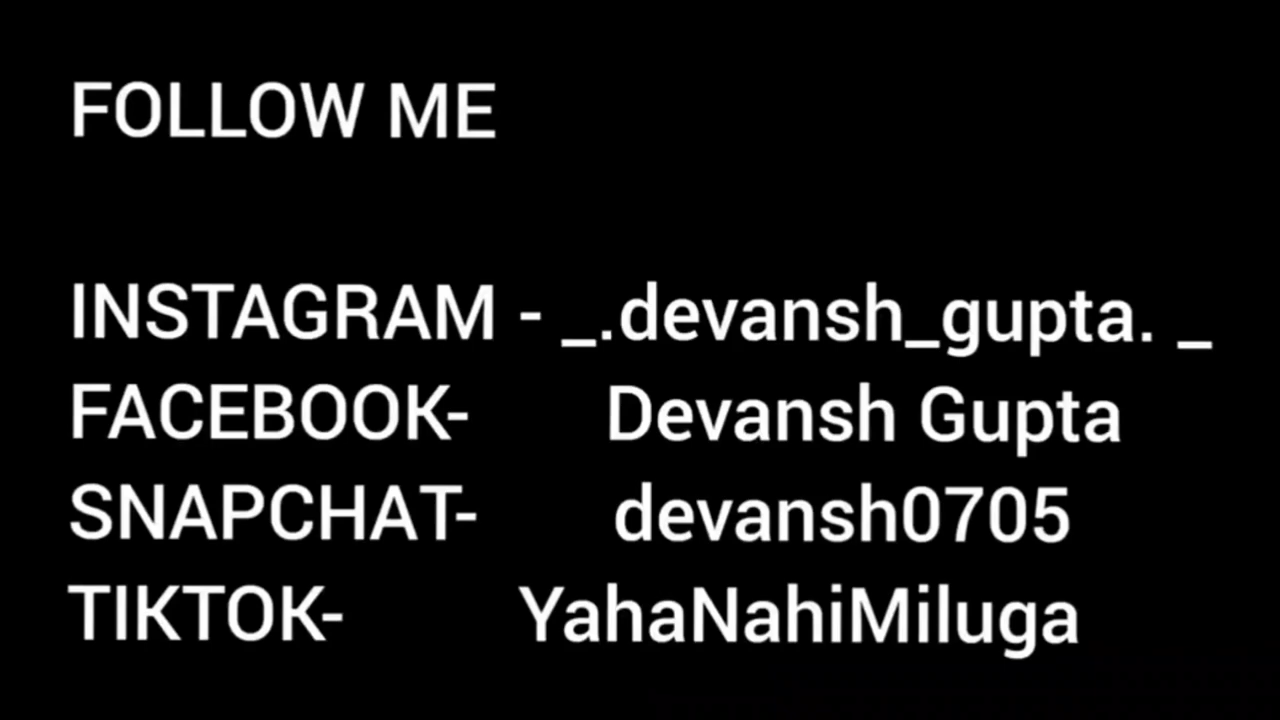 FOLLOW ME
INSTAGRAM - _.devansh_gupta. _
FACEBOOK- Devansh Gupta
SNAPCHAT- devansh0705
TIKTOK- YahaNahiMiluga